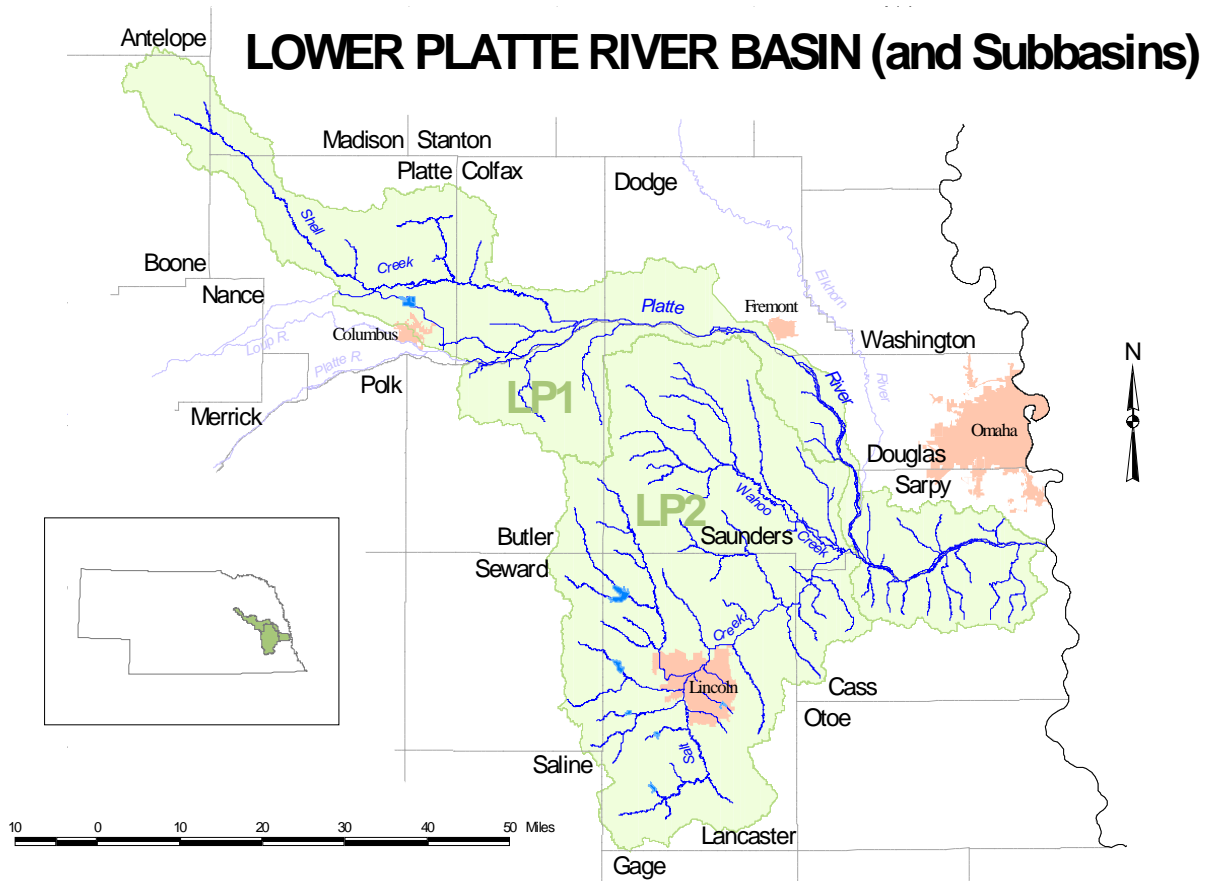 LOWER PLATTE RIVER BASIN (and Subbasins)
Antelope
Madison
Stanton
Platte
Colfax
Dodge
Shell
Creek
Boone
Nance
Platte
Elkhorn
River
Fremont
Washington
Columbus
Loup R.
Platte R.
Polk
Merrick
LP1
River
Omaha
N
Douglas
Sarpy
LP2
Wahoo
Creek
Saunders
Butler
Seward
Creek
Lincoln
Cass
Otoe
Salt
Saline
Lancaster
Gage
10 0 10 20 30 40 50 Miles